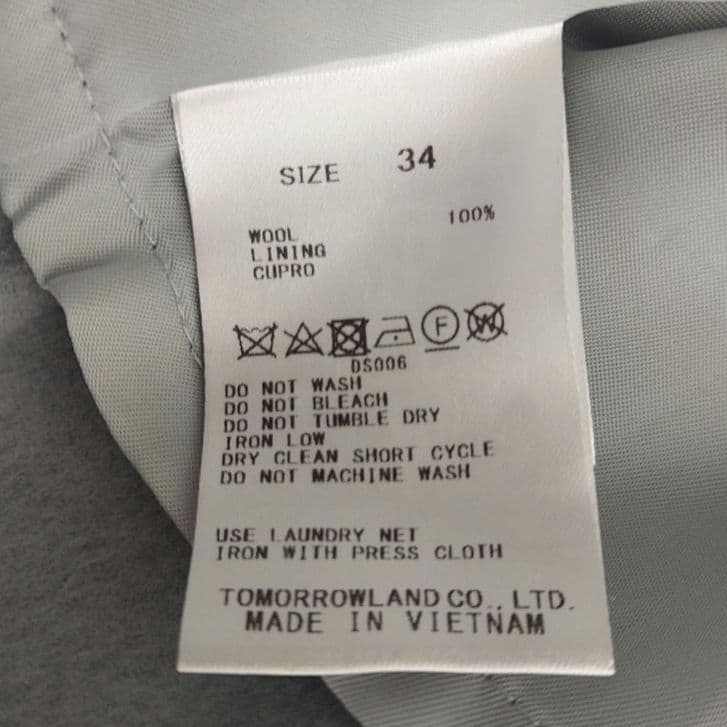 SIZE 34
100%
WOOL
LINING
CUPRO
F W
DS006
DO NOT WASH
DO NOT BLEACH
DO NOT TUMBLE DRY
IRON LOW
DRY CLEAN SHORT CYCLE
DO NOT MACHINE WASH
USE LAUNDRY NET
IRON WITH PRESS CLOTH
TOMORROWLAND CO., LTD.
MADE IN VIETNAM